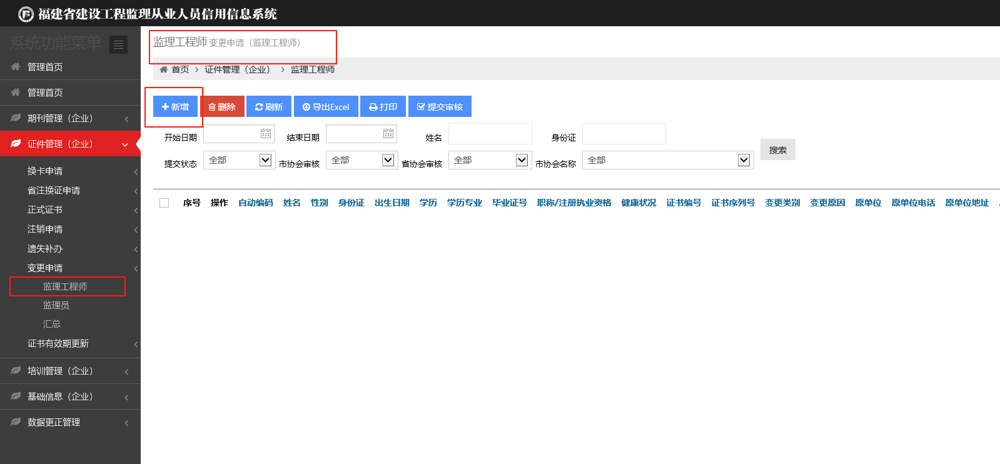 福建省建设工程监理从业人员信用信息系统
系统功能菜单
管理首页
管理首页
期刊管理（企业）
证件管理（企业）
换卡申请
省注换证申请
正式证书
注销申请
遗失补办
变更申请
监理工程师
监理员
汇总
证书有效期更新
培训管理（企业）
基础信息（企业）
数据更正管理
监理工程师 变更申请（监理工程师）
首页 > 证件管理（企业） > 监理工程师
新增 删除 刷新 导出Excel 打印 提交审核
开始日期 结束日期 姓名 身份证
搜索
提交状态 全部 市协会审核 全部 省协会审核 全部 市协会名称 全部
序号 操作 自动编码 姓名 性别 身份证 出生日期 学历 学历专业 毕业证号 职称/注册执业资格 健康状况 证书编号 证书序列号 变更类别 变更原因 原单位 原单位电话 原单位地址